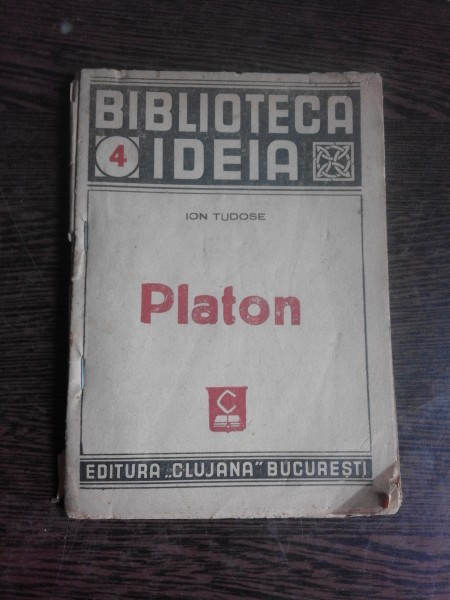 BIBLIOTECA
4 IDEIA
ION TUDOSE
Platon
C
EDITURA „CLUJANA" BUCUREȘTI